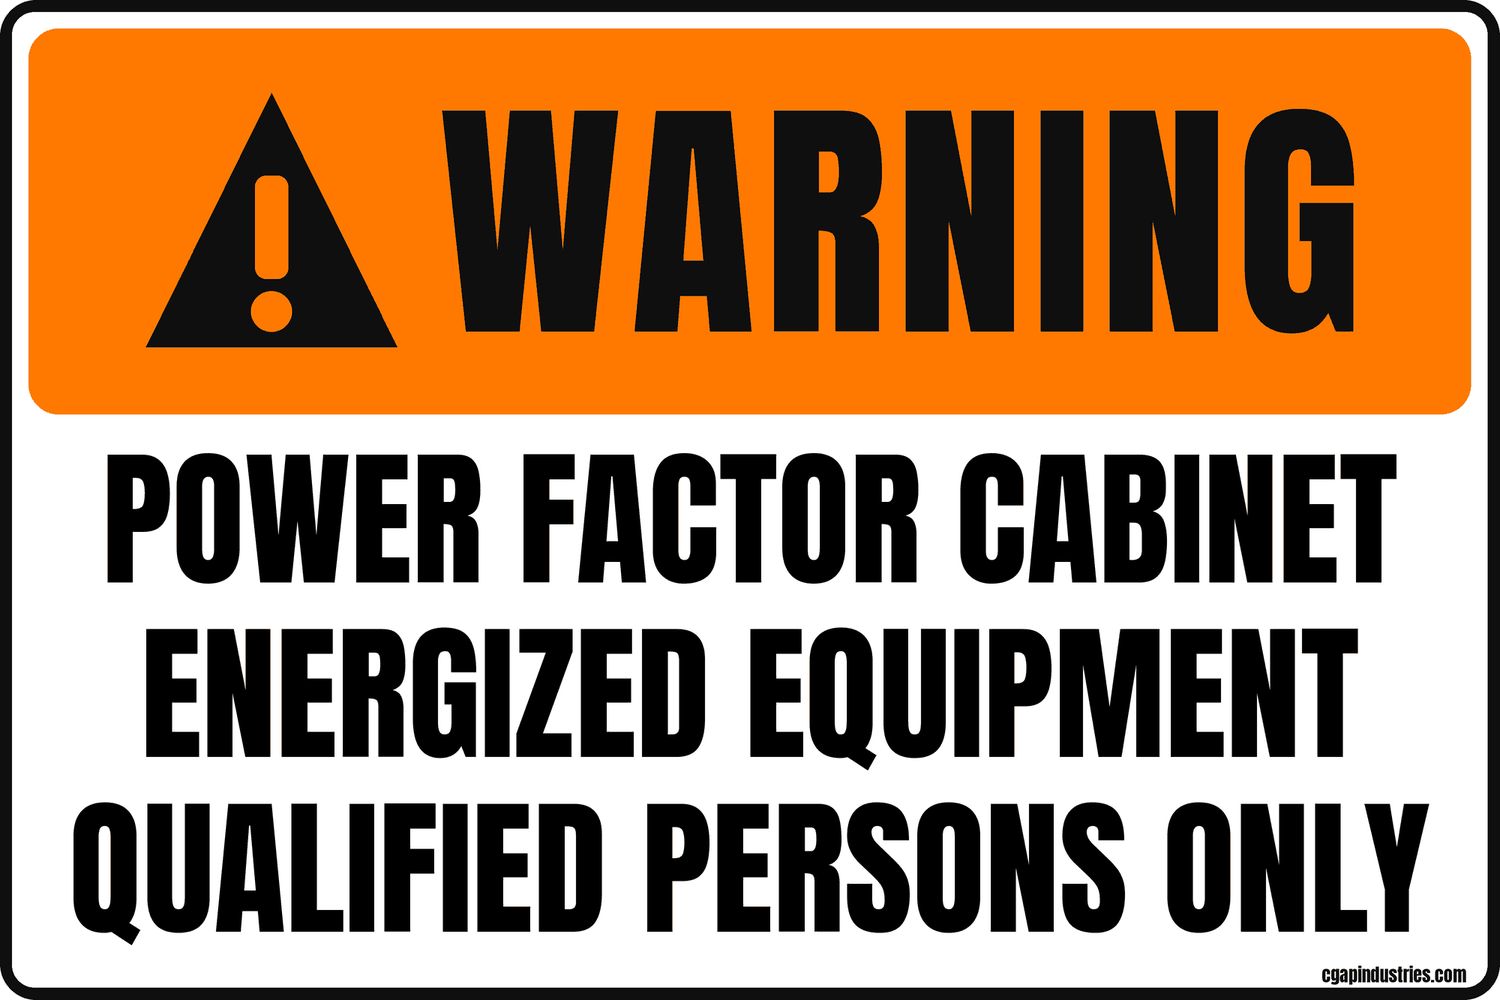 WARNING
POWER FACTOR CABINET
ENERGIZED EQUIPMENT
QUALIFIED PERSONS ONLY
cgapindustries.com